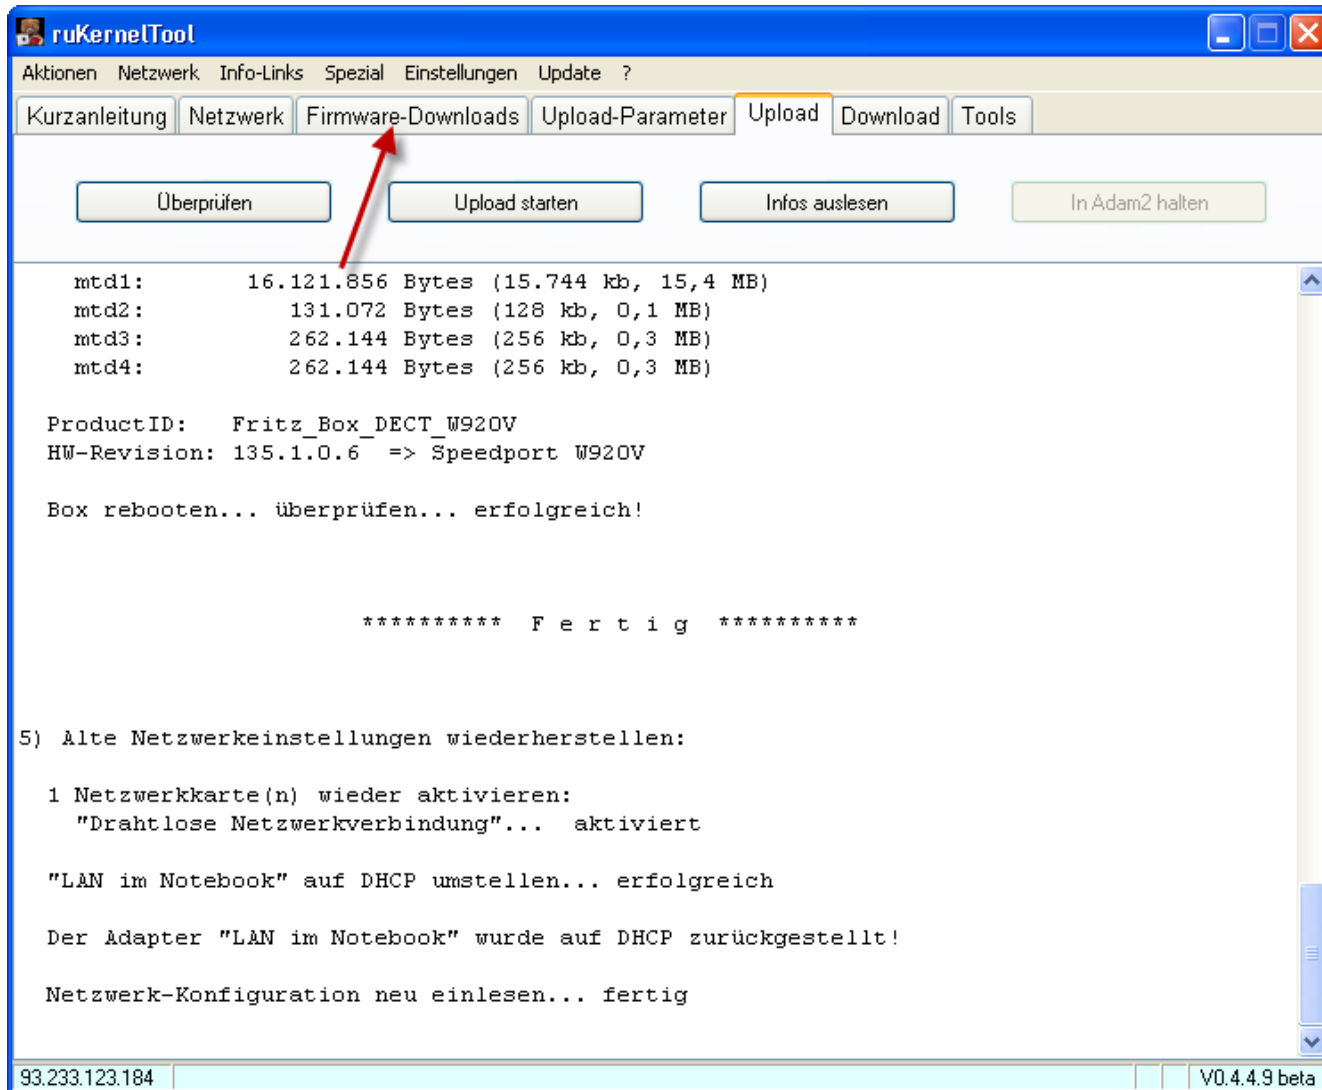 ruKernelTool
Aktionen Netzwerk Info-Links Spezial Einstellungen Update ?
Kurzanleitung Netzwerk Firmware-Downloads Upload-Parameter Upload Download Tools
Überprüfen Upload starten Infos auslesen In Adam2 halten
mtd1: 16.121.856 Bytes (15.744 kb, 15,4 MB)
mtd2: 131.072 Bytes (128 kb, 0,1 MB)
mtd3: 262.144 Bytes (256 kb, 0,3 MB)
mtd4: 262.144 Bytes (256 kb, 0,3 MB)
ProductID: Fritz_Box_DECT_W920V
HW-Revision: 135.1.0.6 => Speedport W920V
Box rebooten... überprüfen... erfolgreich!
********** F e r t i g **********
5) Alte Netzwerkeinstellungen wiederherstellen:
1 Netzwerkkarte(n) wieder aktivieren:
"Drahtlose Netzwerkverbindung"... aktiviert
"LAN im Notebook" auf DHCP umstellen... erfolgreich
Der Adapter "LAN im Notebook" wurde auf DHCP zurückgestellt!
Netzwerk-Konfiguration neu einlesen... fertig
93.233.123.184 V0.4.4.9 beta